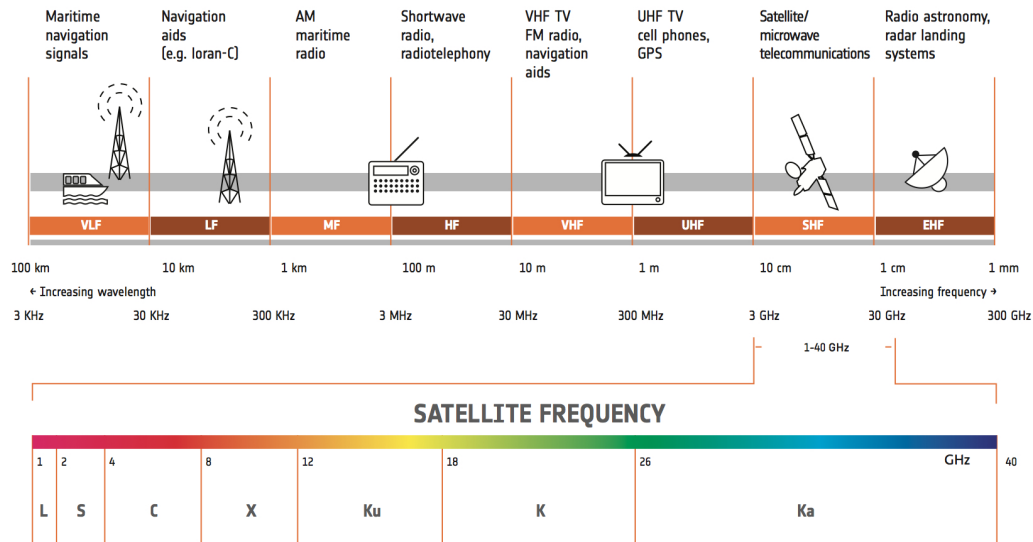 Maritime
navigation
signals
Navigation
aids
(e.g. loran-C)
AM
maritime
radio
Shortwave
radio,
radiotelephony
VHF TV
FM radio,
navigation
aids
UHF TV
cell phones,
GPS
Satellite/
microwave
telecommunications
Radio astronomy,
radar landing
systems
VLF LF MF HF VHF UHF SHF EHF
100 km 10 km 1 km 100 m 10 m 1 m 10 cm 1 cm 1 mm
← Increasing wavelength Increasing frequency →
3 KHz 30 KHz 300 KHz 3 MHz 30 MHz 300 MHz 3 GHz 30 GHz 300 GHz
1-40 GHz
SATELLITE FREQUENCY
1 2 4 8 12 18 26 GHz 40
L S C X Ku K Ka